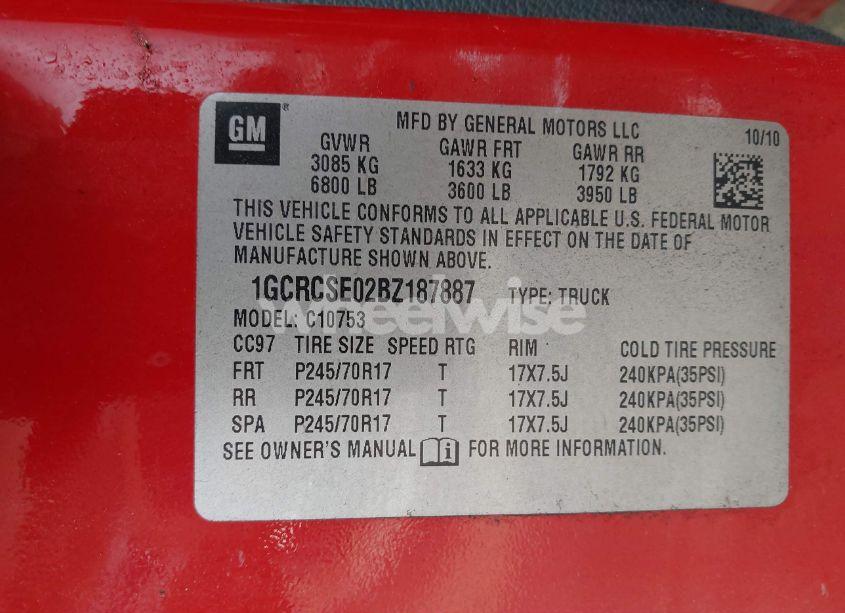 GM ®
MFD BY GENERAL MOTORS LLC 10/10
GVWR GAWR FRT GAWR RR
3085 KG 1633 KG 1792 KG
6800 LB 3600 LB 3950 LB
THIS VEHICLE CONFORMS TO ALL APPLICABLE U.S. FEDERAL MOTOR
VEHICLE SAFETY STANDARDS IN EFFECT ON THE DATE OF
MANUFACTURE SHOWN ABOVE.
1GCRCSE02BZ187887 TYPE: TRUCK
wheelwise
MODEL: C10753
CC97 TIRE SIZE SPEED RTG RIM COLD TIRE PRESSURE
FRT P245/70R17 T 17X7.5J 240KPA(35PSI)
RR P245/70R17 T 17X7.5J 240KPA(35PSI)
SPA P245/70R17 T 17X7.5J 240KPA(35PSI)
SEE OWNER'S MANUAL i FOR MORE INFORMATION.